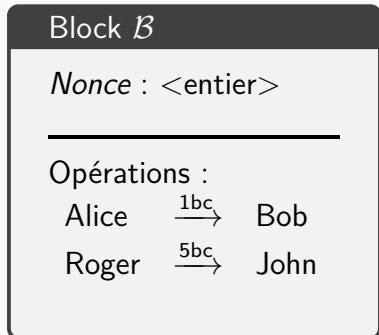 Block ℬ
Nonce : <entier>
Opérations :
Alice 1bc⟶ Bob
Roger 5bc⟶ John